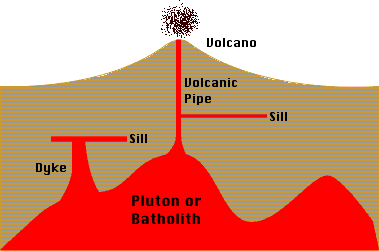 Volcano
Volcanic
Pipe
Sill
Sill
Dyke
Pluton or
Batholith